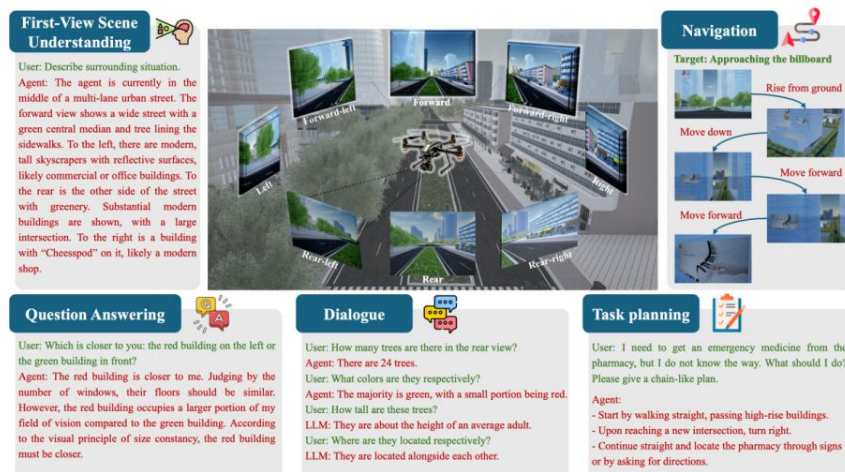 First-View Scene
Understanding
User: Describe surrounding situation.
Agent: The agent is currently in the
middle of a multi-lane urban street. The
forward view shows a wide street with a
green central median and tree lining the
sidewalks. To the left, there are modern,
tall skyscrapers with reflective surfaces,
likely commercial or office buildings. To
the rear is the other side of the street
with greenery. Substantial modern
buildings are shown, with a large
intersection. To the right is a building
with “Cheesspod” on it, likely a modern
shop.
Forward-left
Forward
Forward-right
Left
Right
Rear-left
Rear
Rear-right
Navigation
Target: Approaching the billboard
Rise from ground
Move down
Move forward
Move forward
Question Answering
Q
A
User: Which is closer to you: the red building on the left or
the green building in front?
Agent: The red building is closer to me. Judging by the
number of windows, their floors should be similar.
However, the red building occupies a larger portion of my
field of vision compared to the green building. According
to the visual principle of size constancy, the red building
must be closer.
Dialogue
User: How many trees are there in the rear view?
Agent: There are 24 trees.
User: What colors are they respectively?
Agent: The majority is green, with a small portion being red.
User: How tall are these trees?
LLM: They are about the height of an average adult.
User: Where are they located respectively?
LLM: They are located alongside each other.
Task planning
User: I need to get an emergency medicine from the
pharmacy, but I do not know the way. What should I do?
Please give a chain-like plan.
Agent:
- Start by walking straight, passing high-rise buildings.
- Upon reaching a new intersection, turn right.
- Continue straight and locate the pharmacy through signs
or by asking for directions.